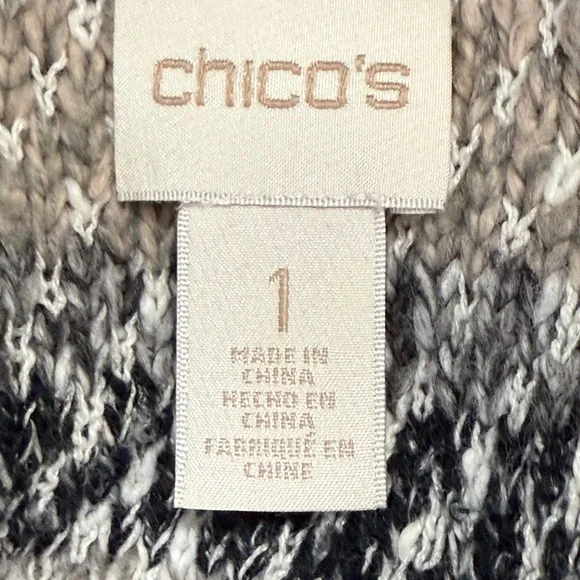 chico's
1
MADE IN
CHINA
HECHO EN
CHINA
FABRIQUÉ EN
CHINE